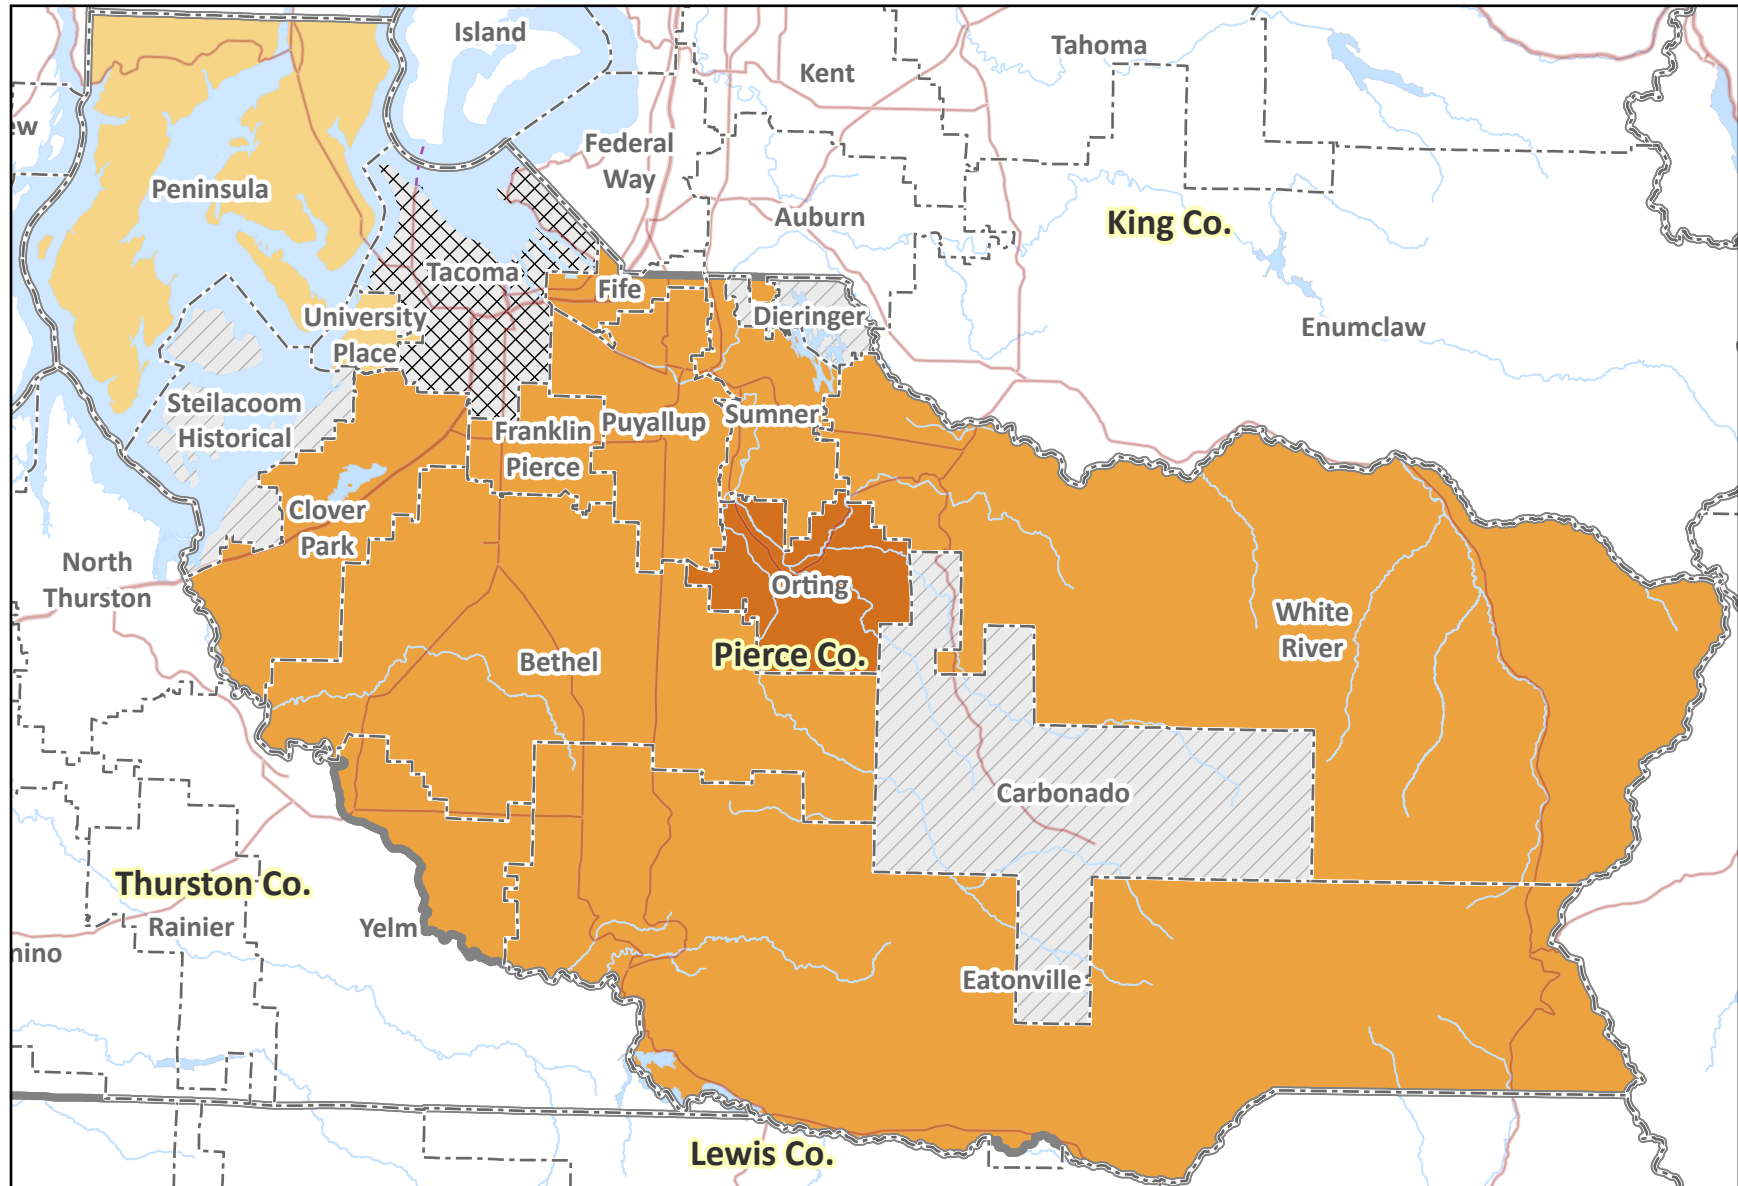 Island
Tahoma
Kent
ew
Federal
Way
Peninsula
Auburn
King Co.
Tacoma
Fife
University
Place
Dieringer
Enumclaw
Steilacoom
Historical
Sumner
Puyallup
Franklin
Pierce
Clover
Park
North
Thurston
Orting
White
River
Pierce Co.
Bethel
Carbonado
Thurston Co.
Rainier
Yelm
nino
Eatonville
Lewis Co.